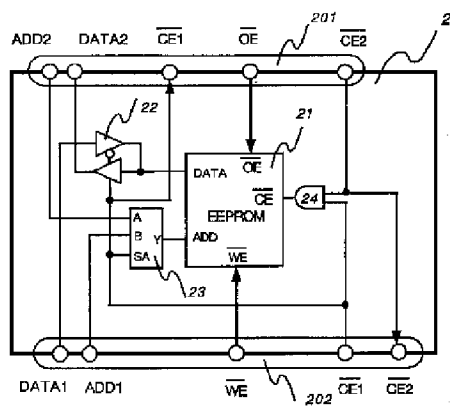 ADD2 DATA2 CE1 OE 201 CE2 2
22
21
DATA
OE
CE
24
EEPROM
A
B Y
SA
ADD
WE
23
DATA1 ADD1 WE 202 CE1 CE2